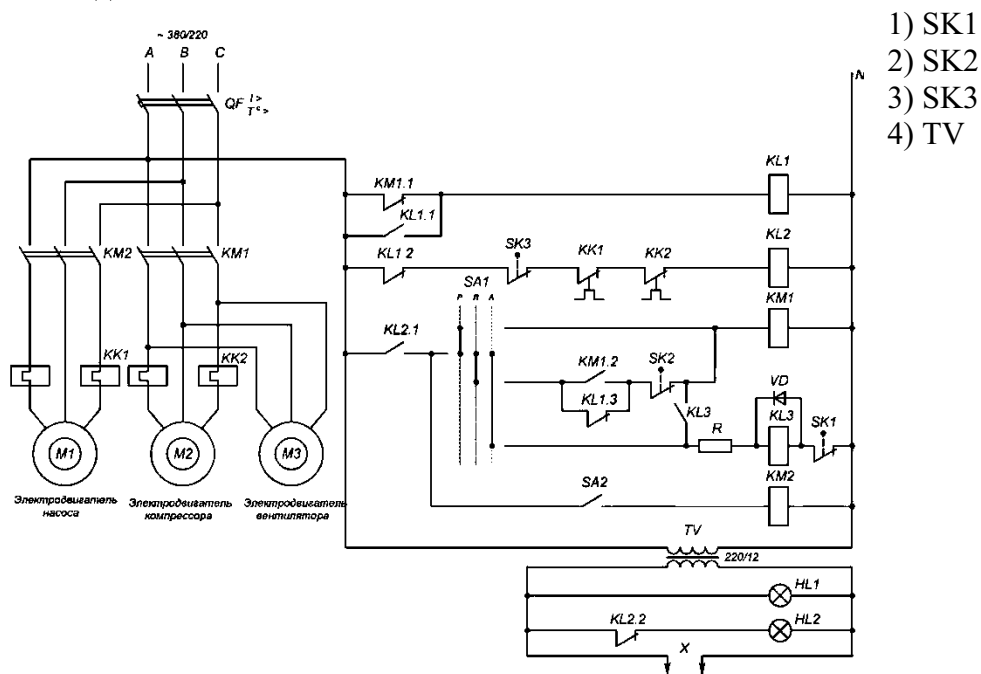 1) SK1
2) SK2
3) SK3
4) TV
~ 380/220
A B C
QF I> T°>
N
KM1.1
KL1
KL1.1
KM2
KM1
KL1 2
SK3
KK1
KK2
KL2
SA1
Р В А
KM1
KL2.1
KM1.2
SK2
KL1.3
KL3
VD
KL3
SK1
R
KK1
KK2
SA2
KM2
M1
M2
M3
Электродвигатель насоса
Электродвигатель компрессора
Электродвигатель вентилятора
TV
220/12
HL1
KL2.2
HL2
X